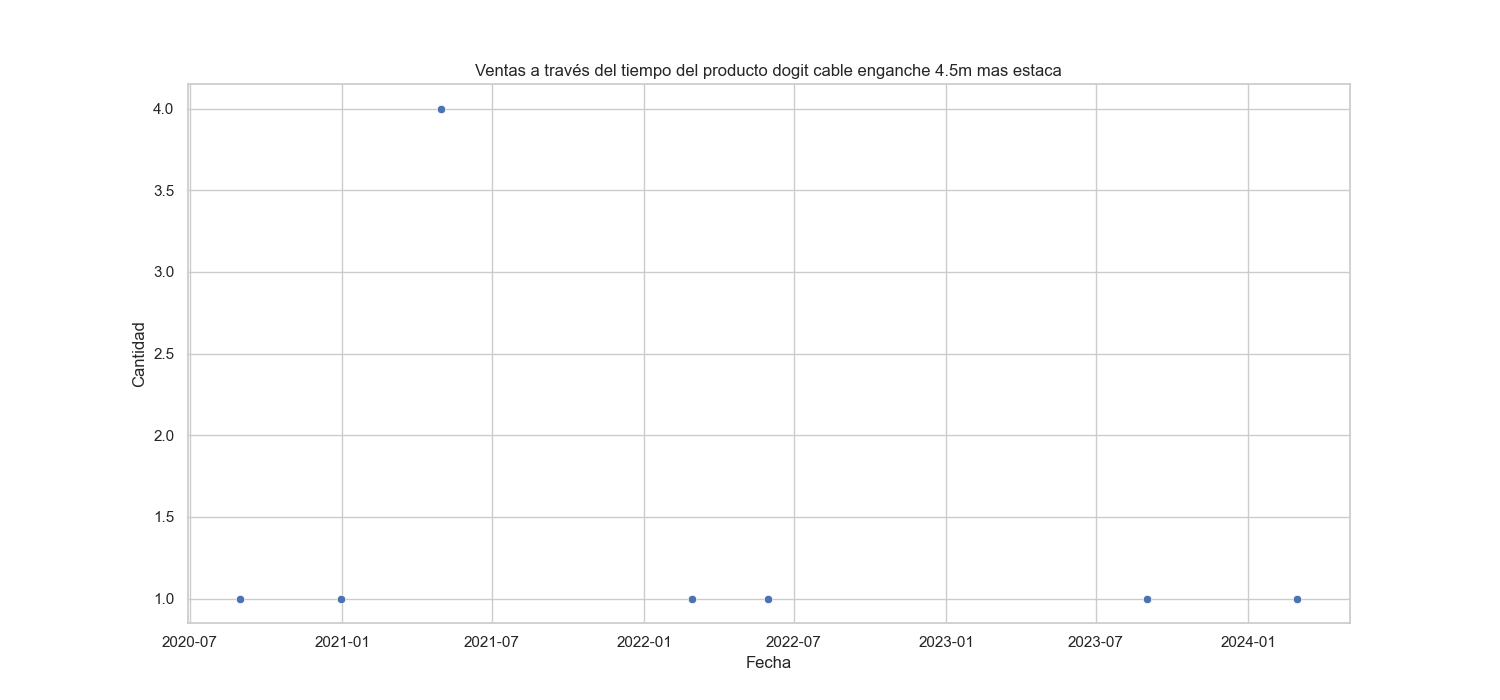 Ventas a través del tiempo del producto dogit cable enganche 4.5m mas estaca
4.0
3.5
3.0
2.5
2.0
1.5
1.0
Cantidad
2020-07 2021-01 2021-07 2022-01 2022-07 2023-01 2023-07 2024-01
Fecha